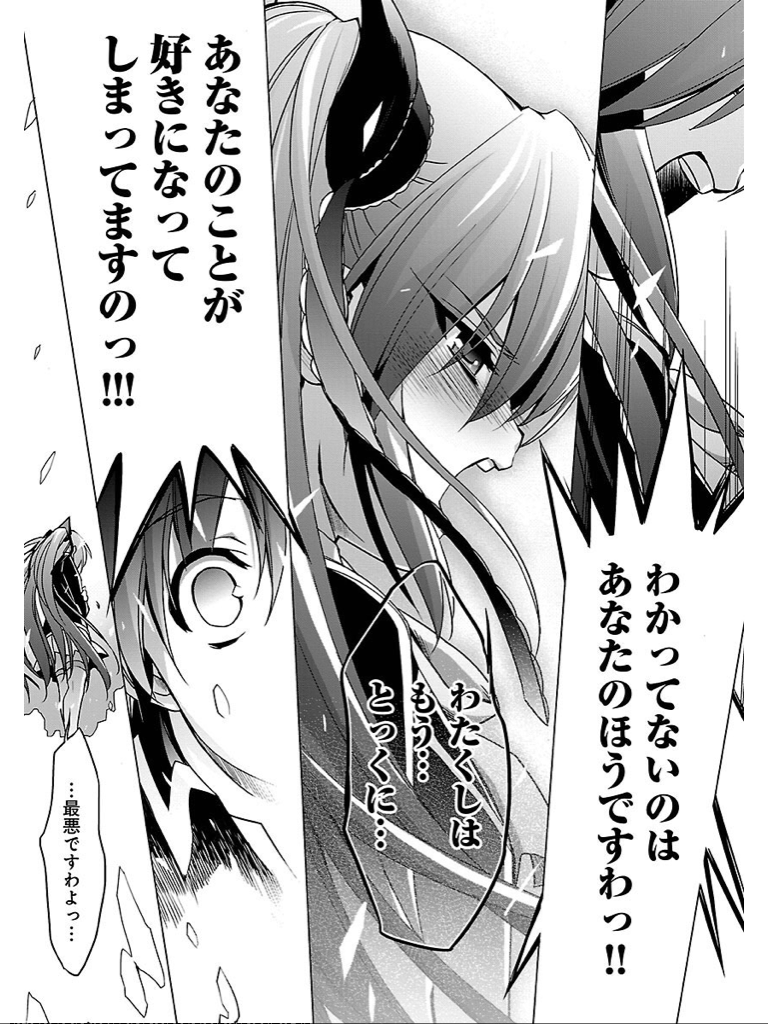 わかってないのは
あなたのほうですわっ!!
わたくしは
もう…
とっくに…
あなたのことが
好きになって
しまってますのっ!!!
…最悪ですわよっ…